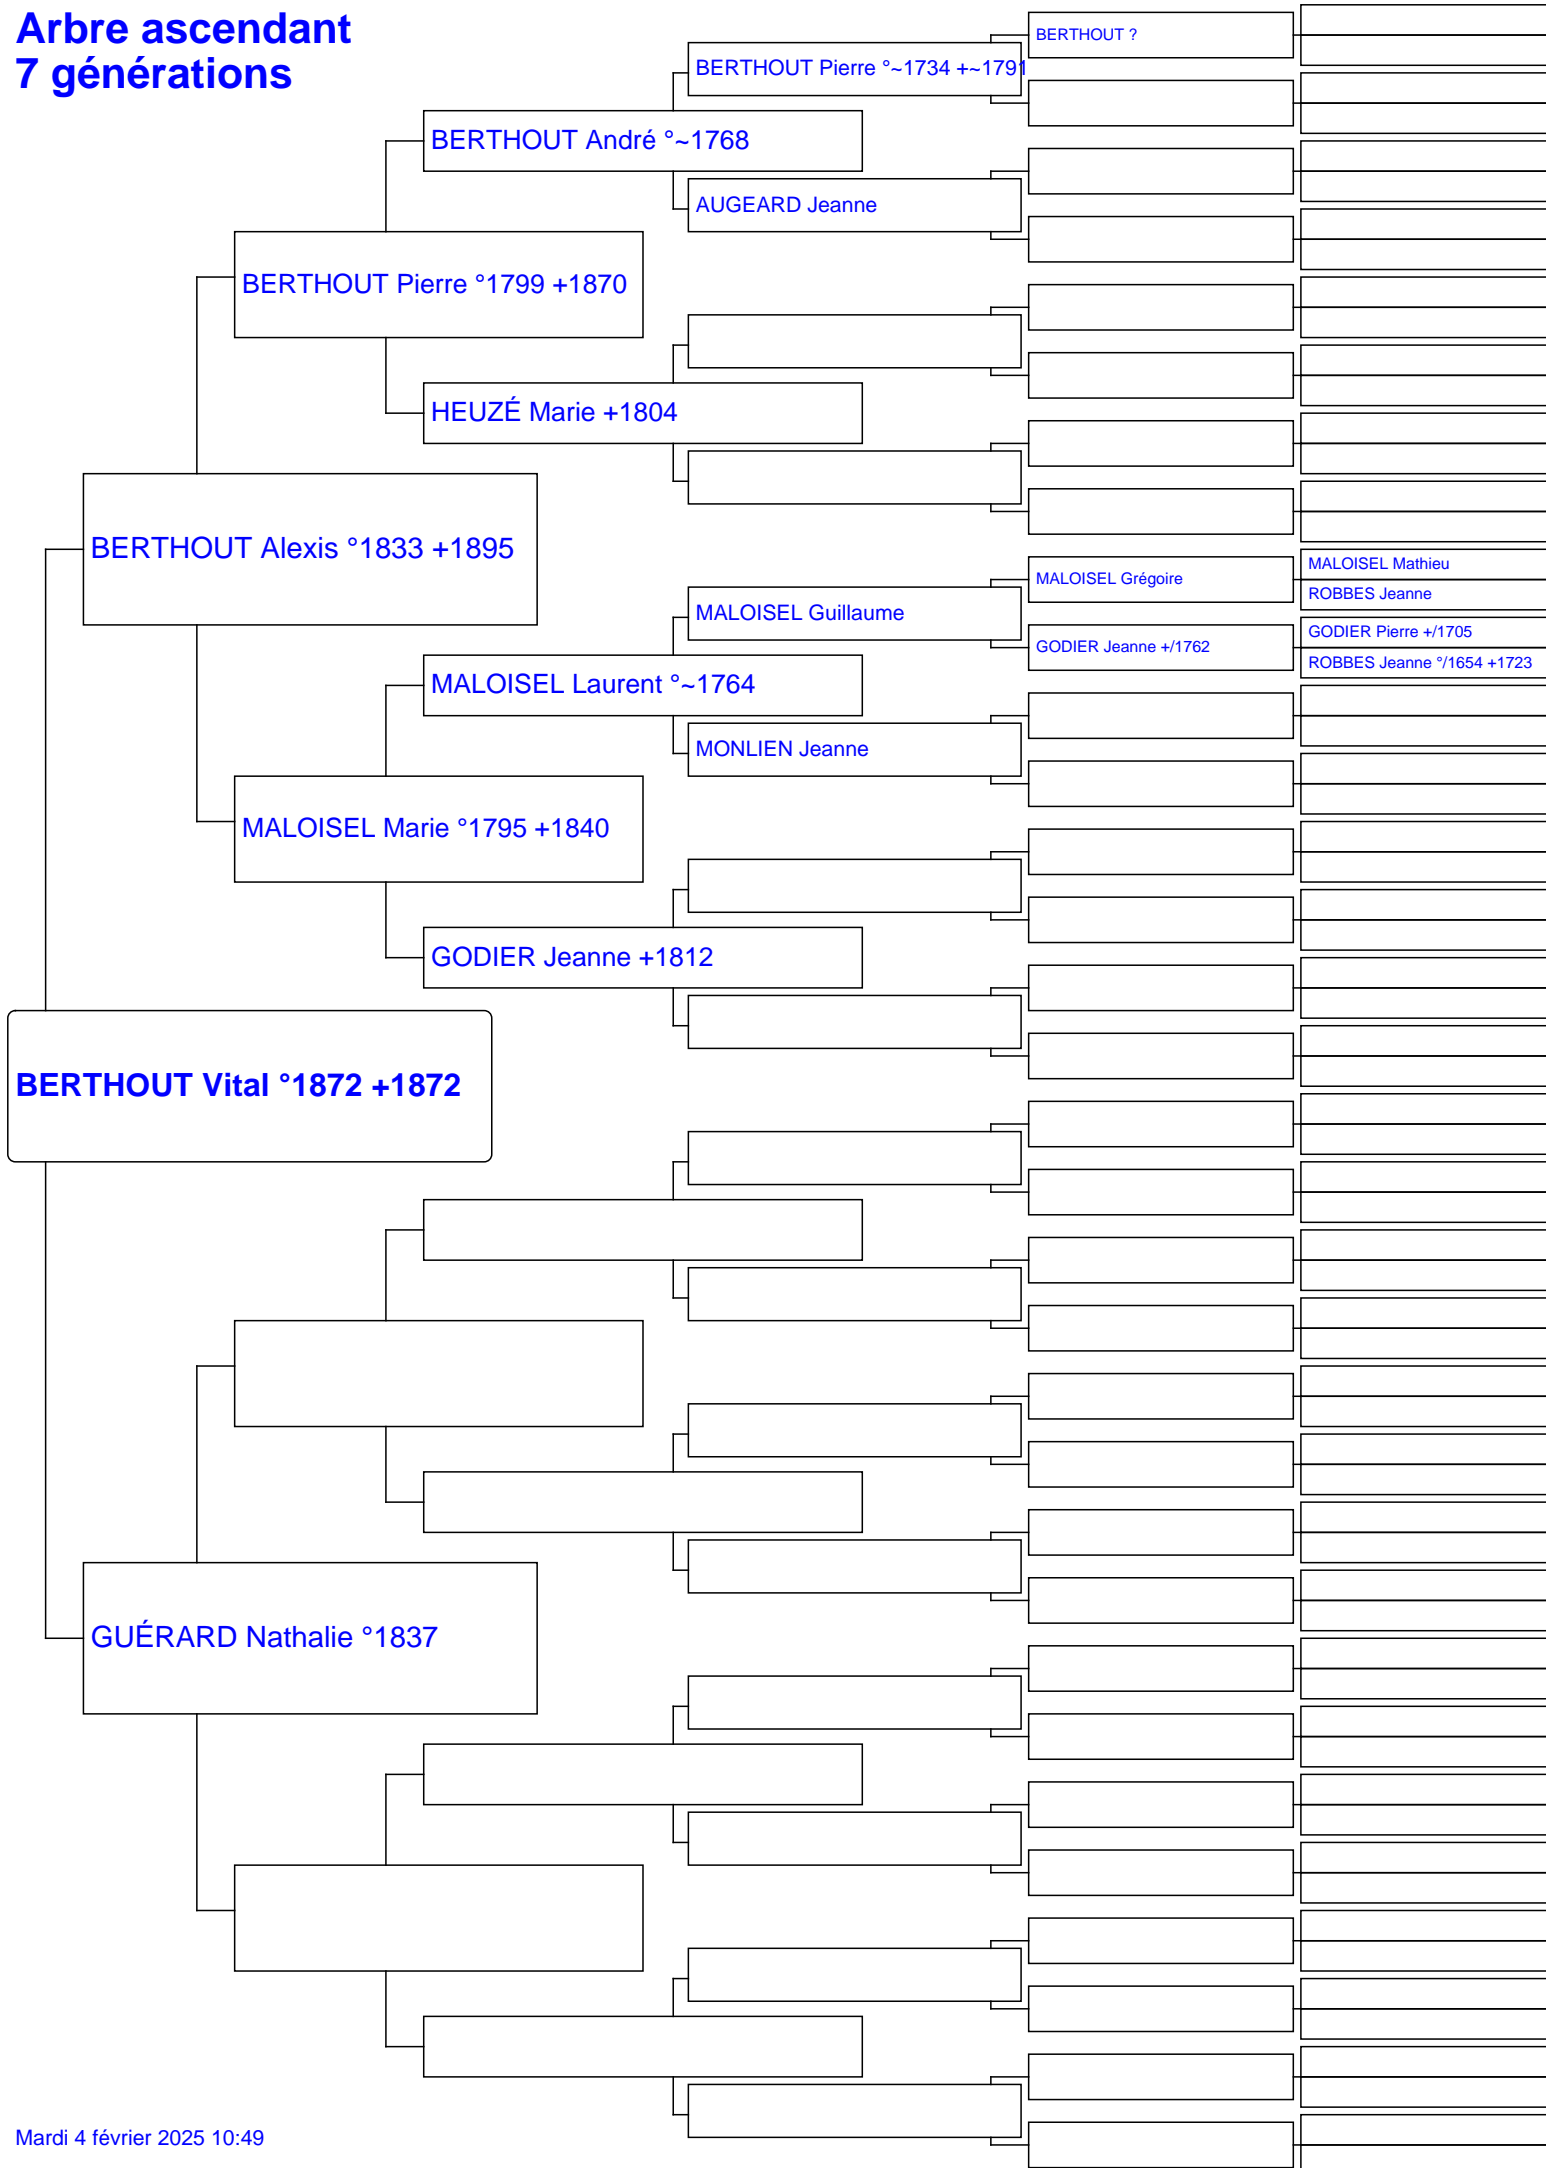 Arbre ascendant
7 générations
BERTHOUT ?
BERTHOUT Pierre °~1734 +~1791
BERTHOUT André °~1768
AUGEARD Jeanne
BERTHOUT Pierre °1799 +1870
HEUZÉ Marie +1804
BERTHOUT Alexis °1833 +1895
MALOISEL Mathieu
MALOISEL Grégoire
ROBBES Jeanne
MALOISEL Guillaume
GODIER Pierre +/1705
GODIER Jeanne +/1762
ROBBES Jeanne °/1654 +1723
MALOISEL Laurent °~1764
MONLIEN Jeanne
MALOISEL Marie °1795 +1840
GODIER Jeanne +1812
BERTHOUT Vital °1872 +1872
GUÉRARD Nathalie °1837
Mardi 4 février 2025 10:49